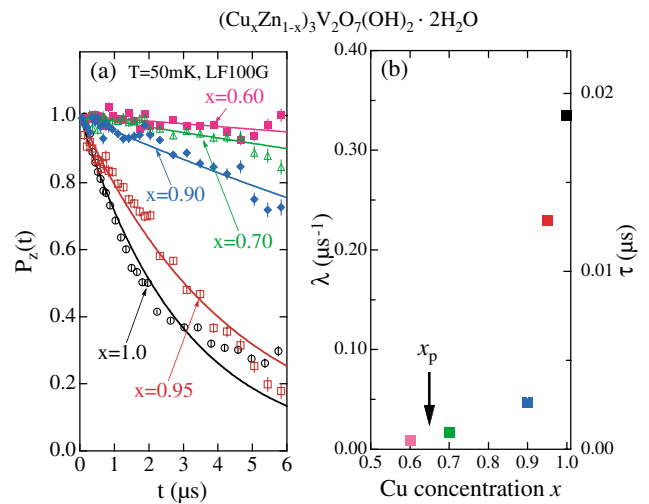 (CuxZn1-x)3V2O7(OH)2 · 2H2O
(a) T=50mK, LF100G
x=0.60
x=0.90
x=0.70
x=1.0
x=0.95
1.0
0.8
0.6
0.4
0.2
0.0
Pz(t)
0 1 2 3 4 5 6
t (μs)
(b)
0.40
0.30
0.20
0.10
0.00
λ (μs-1)
xp
0.02
0.01
0.00
τ (μs)
0.5 0.6 0.7 0.8 0.9 1.0
Cu concentration x